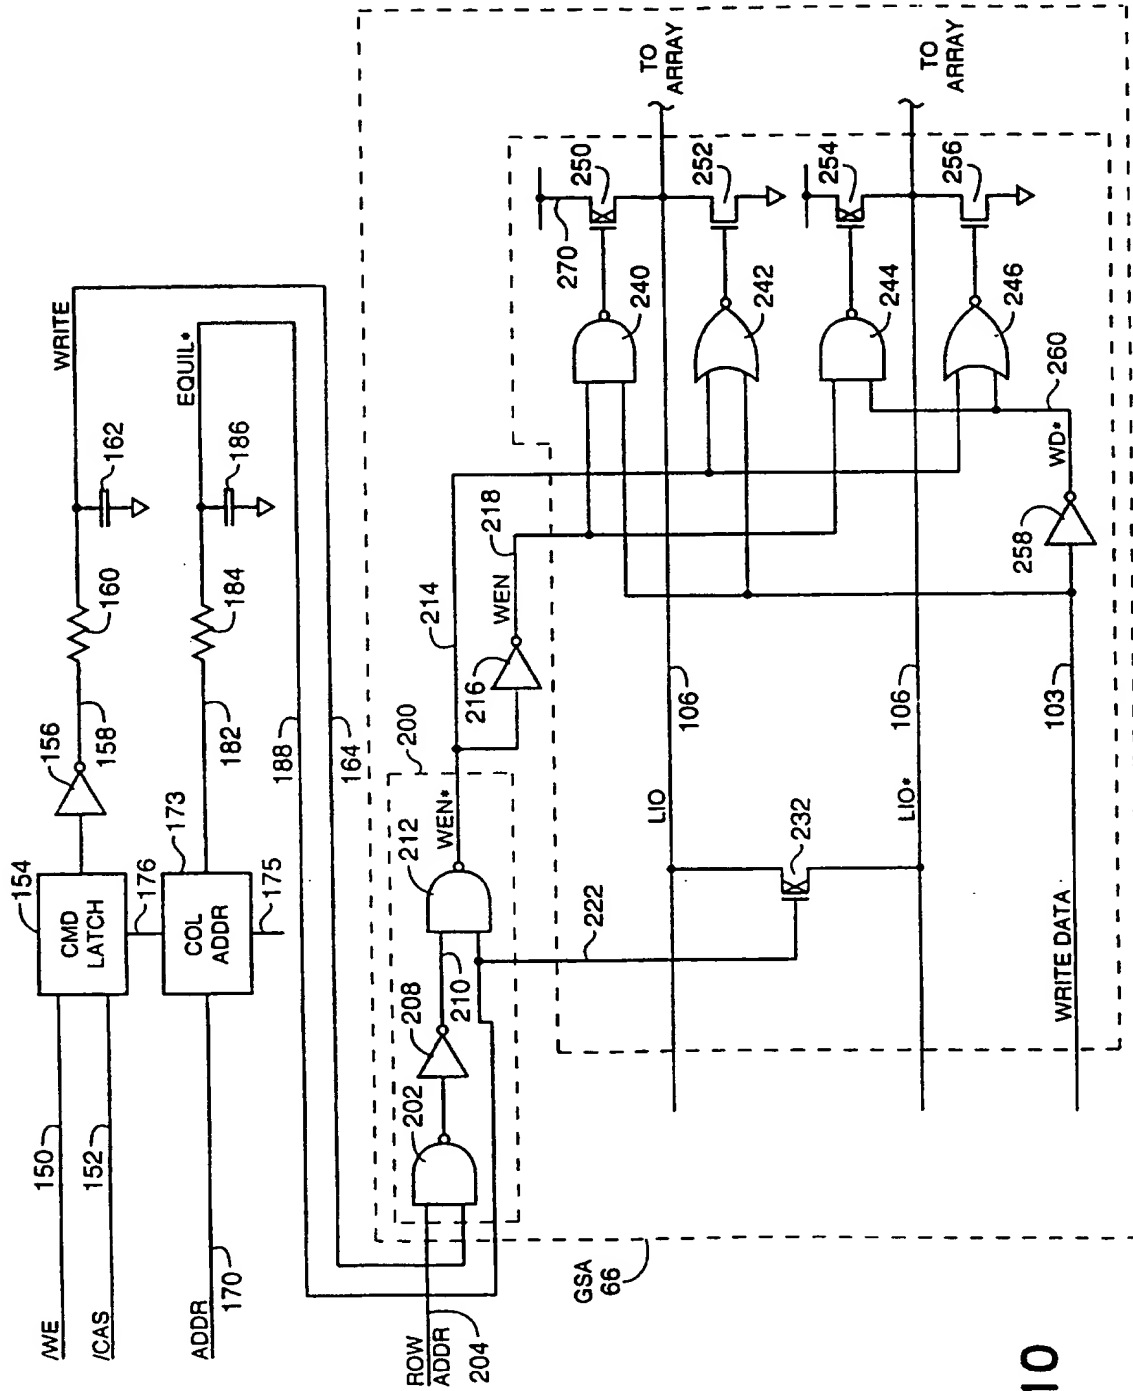 /WE
150
/CAS
152
CMD
LATCH
154
156
158
160
162
WRITE
176
ADDR
170
COL
ADDR
173
175
182
184
186
EQUIL*
188
164
ROW
ADDR
204
GSA
66
200
202
208
210
212
WEN*
214
216
WEN
218
222
LIO
106
232
LIO*
106
WRITE DATA
103
258
WD*
260
240
242
244
246
270
250
252
254
256
TO
ARRAY
TO
ARRAY
10